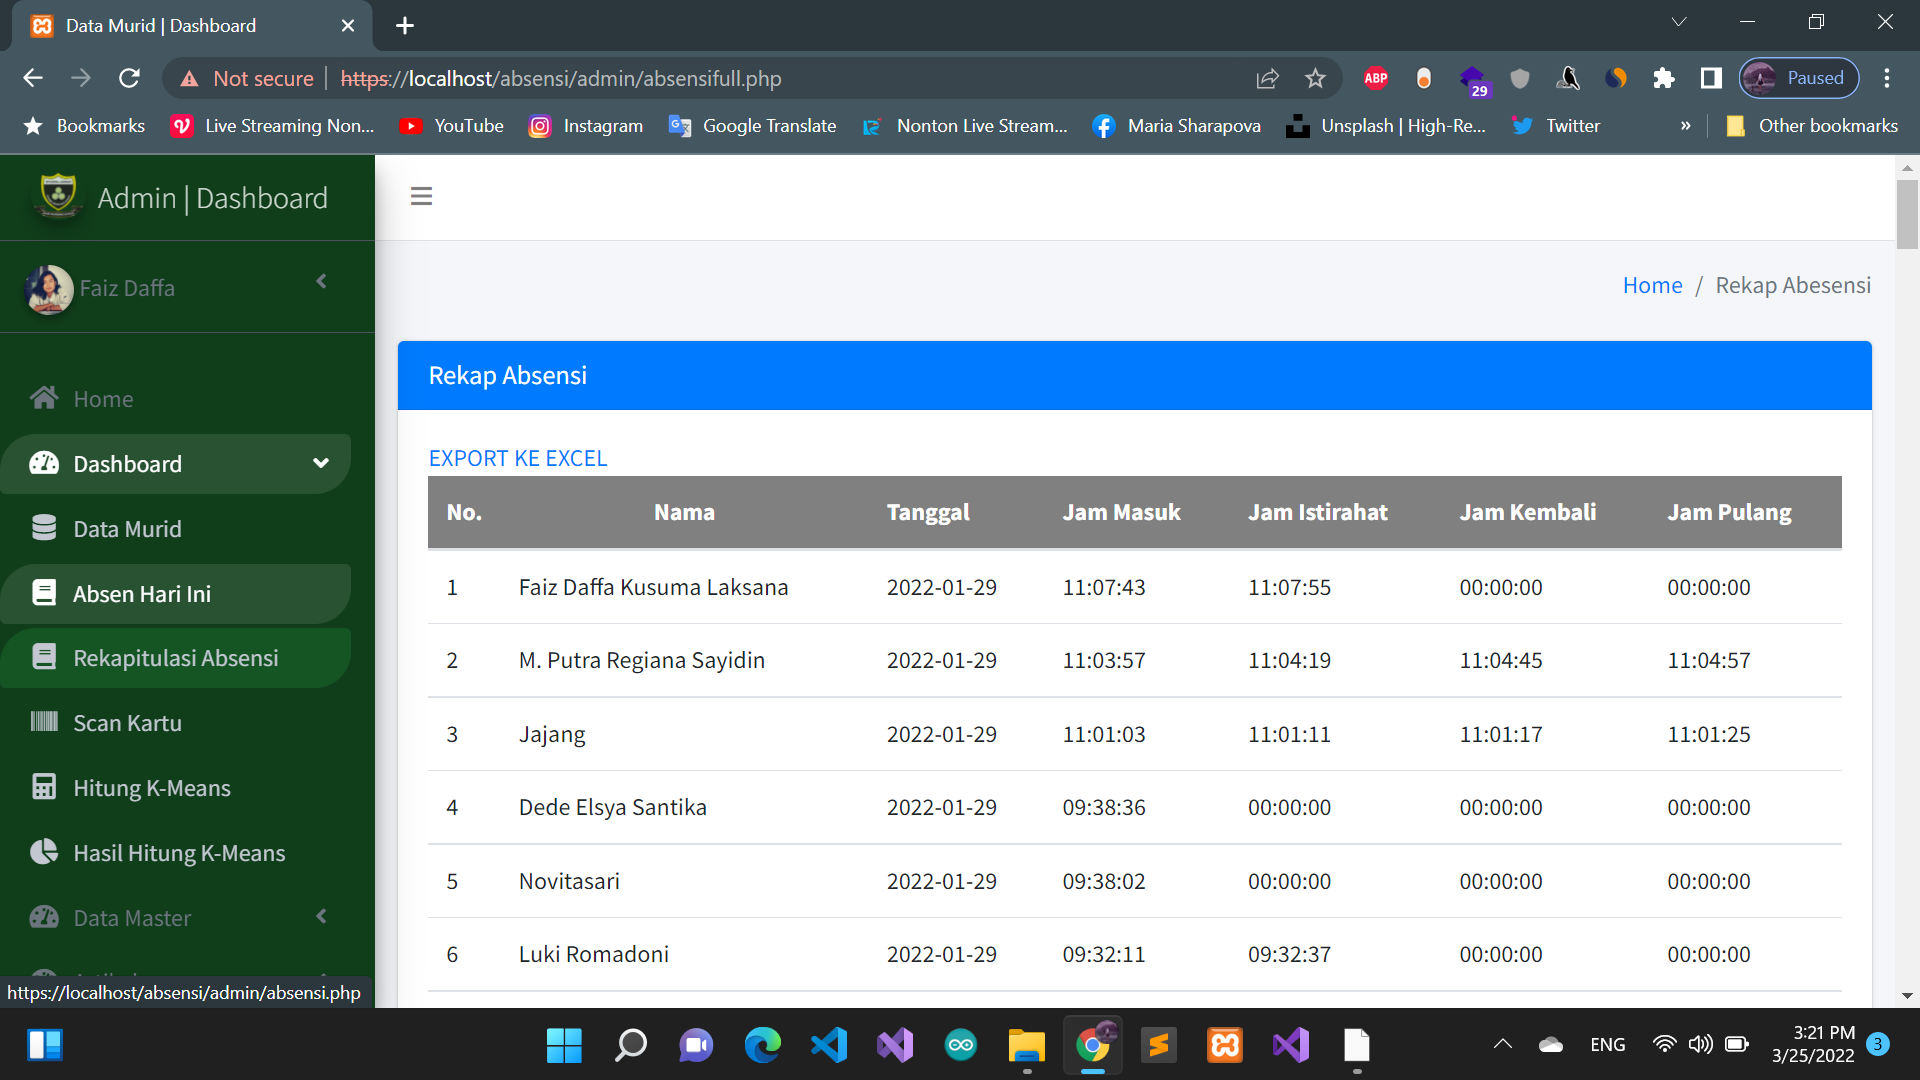 Data Murid | Dashboard
Not secure https://localhost/absensi/admin/absensifull.php
ABP
29
Paused
Bookmarks Live Streaming Non... YouTube Instagram Google Translate Nonton Live Stream... Maria Sharapova Unsplash | High-Re... Twitter » Other bookmarks
Admin | Dashboard
Faiz Daffa
Home / Rekap Abesensi
Home
Dashboard
Data Murid
Absen Hari Ini
Rekapitulasi Absensi
Scan Kartu
Hitung K-Means
Hasil Hitung K-Means
Data Master
https://localhost/absensi/admin/absensi.php
Rekap Absensi
EXPORT KE EXCEL
No. Nama Tanggal Jam Masuk Jam Istirahat Jam Kembali Jam Pulang
1 Faiz Daffa Kusuma Laksana 2022-01-29 11:07:43 11:07:55 00:00:00 00:00:00
2 M. Putra Regiana Sayidin 2022-01-29 11:03:57 11:04:19 11:04:45 11:04:57
3 Jajang 2022-01-29 11:01:03 11:01:11 11:01:17 11:01:25
4 Dede Elsya Santika 2022-01-29 09:38:36 00:00:00 00:00:00 00:00:00
5 Novitasari 2022-01-29 09:38:02 00:00:00 00:00:00 00:00:00
6 Luki Romadoni 2022-01-29 09:32:11 09:32:37 00:00:00 00:00:00
ENG
3:21 PM
3/25/2022
3